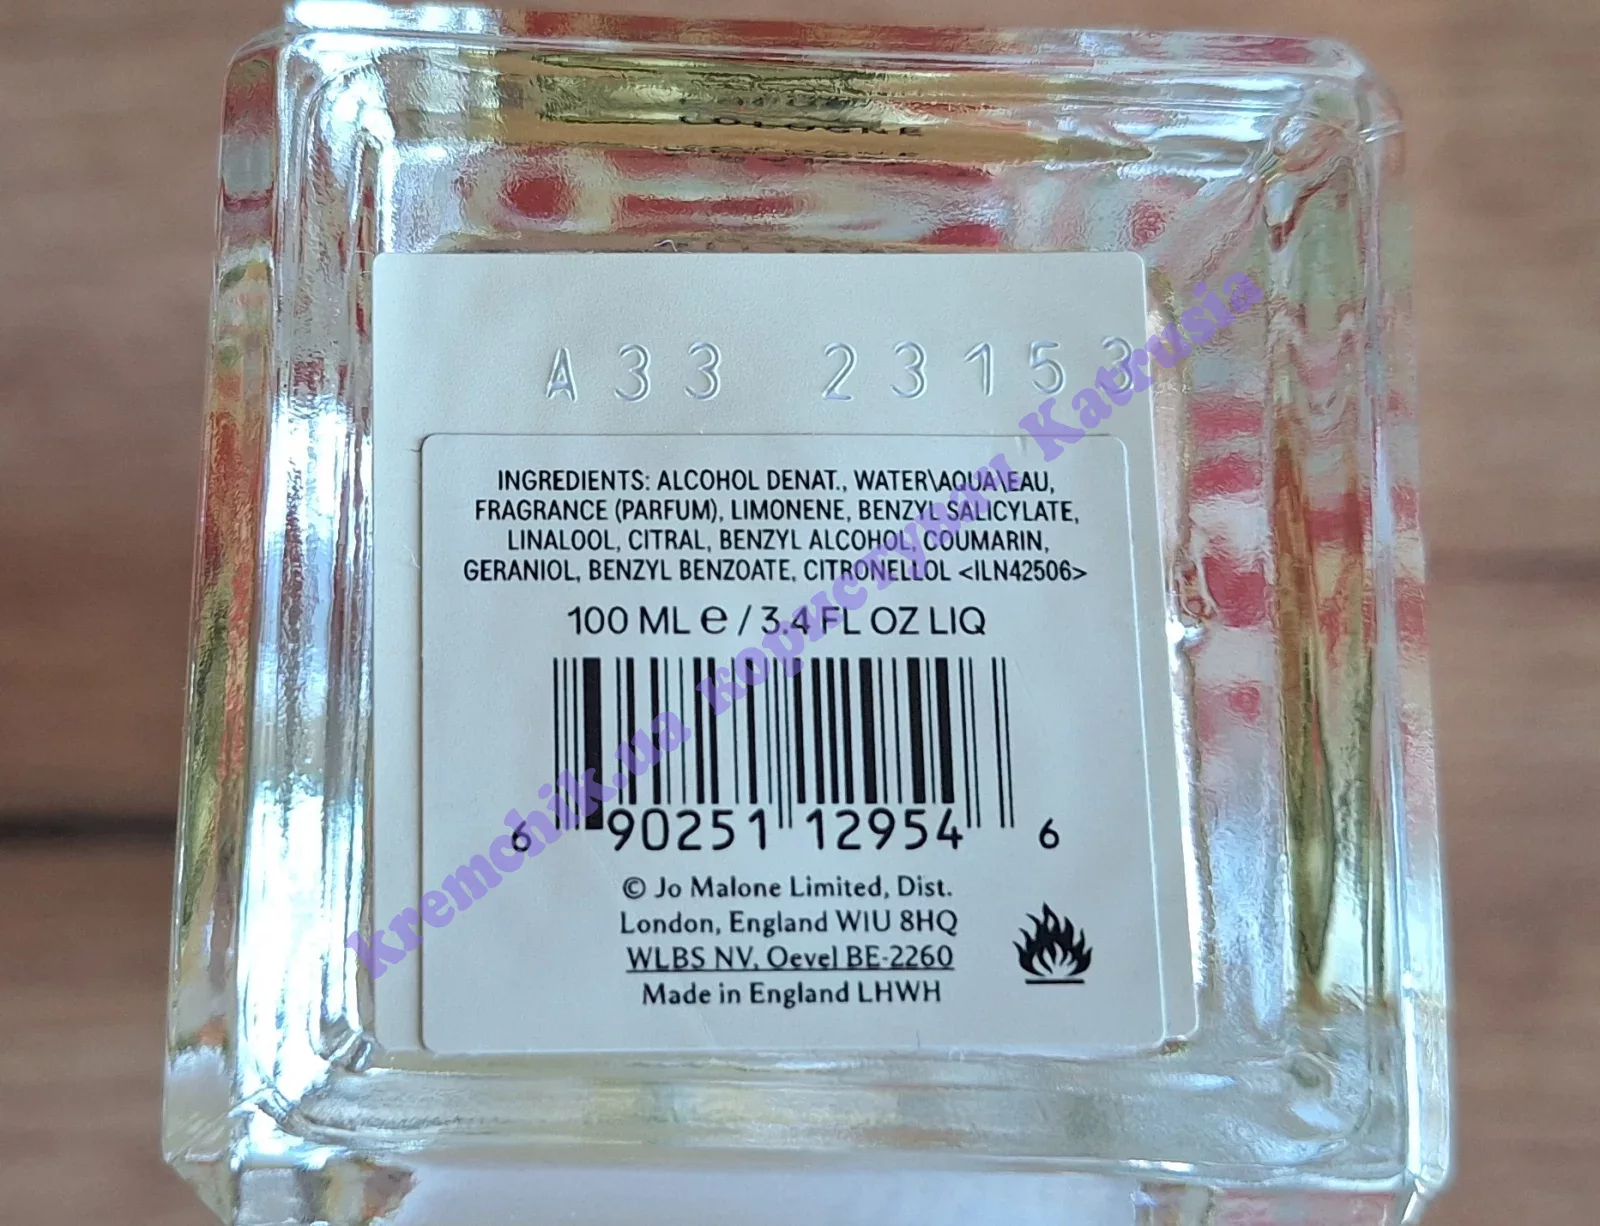 COLOGNE
A33 23153
INGREDIENTS: ALCOHOL DENAT., WATER\AQUA\EAU,
FRAGRANCE (PARFUM), LIMONENE, BENZYL SALICYLATE,
LINALOOL, CITRAL, BENZYL ALCOHOL, COUMARIN,
GERANIOL, BENZYL BENZOATE, CITRONELLOL <ILN42506>
100 ML ℮ / 3.4 FL OZ LIQ
6 90251 12954 6
© Jo Malone Limited, Dist.
London, England W1U 8HQ
WLBS NV, Oevel BE-2260
Made in England LHWH
kremchik.ua користувач Katrusia